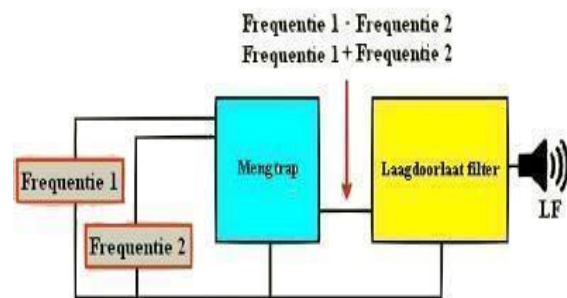 Frequentie 1 - Frequentie 2
Frequentie 1 + Frequentie 2
Mengtrap
Laagdoorlaat filter
Frequentie 1
LF
Frequentie 2